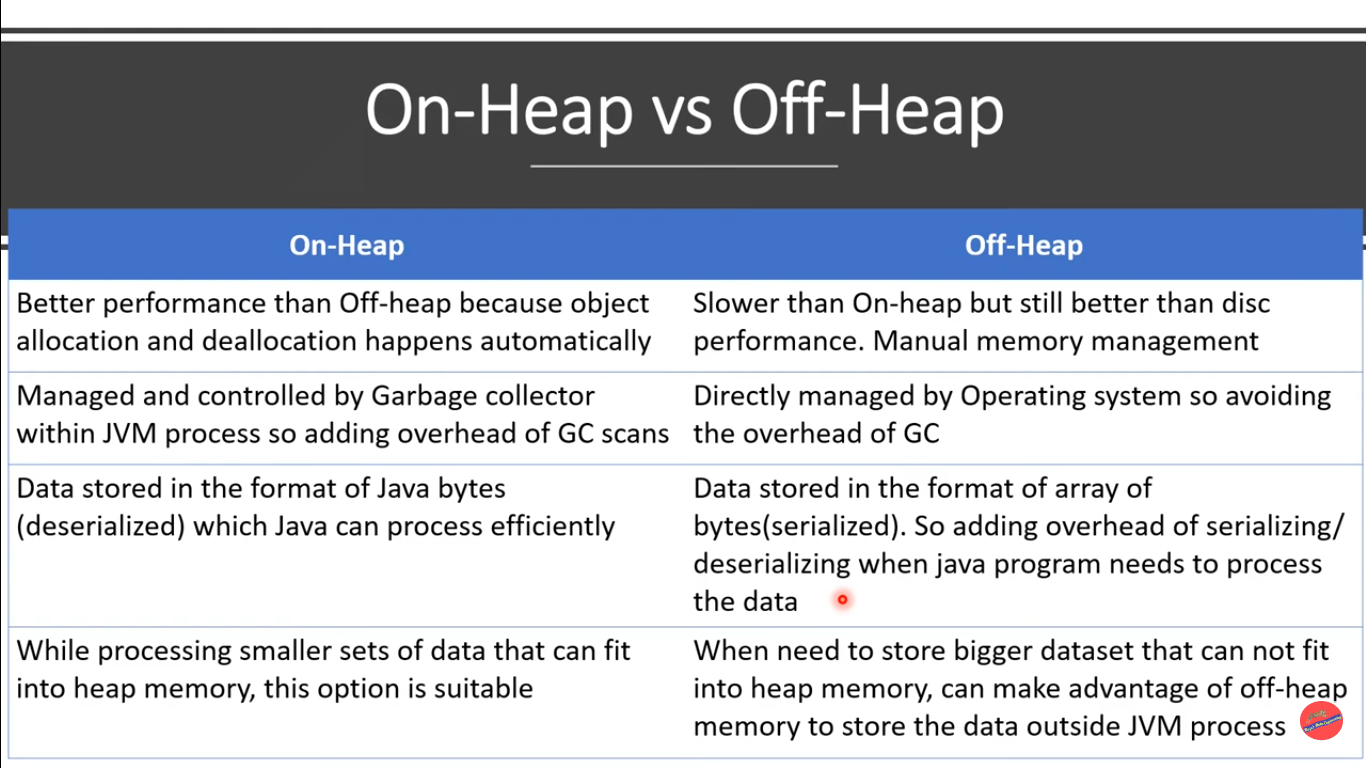 On-Heap vs Off-Heap
On-Heap
Off-Heap
Better performance than Off-heap because object
allocation and deallocation happens automatically
Slower than On-heap but still better than disc
performance. Manual memory management
Managed and controlled by Garbage collector
within JVM process so adding overhead of GC scans
Directly managed by Operating system so avoiding
the overhead of GC
Data stored in the format of Java bytes
(deserialized) which Java can process efficiently
Data stored in the format of array of
bytes(serialized). So adding overhead of serializing/
deserializing when java program needs to process
the data
While processing smaller sets of data that can fit
into heap memory, this option is suitable
When need to store bigger dataset that can not fit
into heap memory, can make advantage of off-heap
memory to store the data outside JVM process